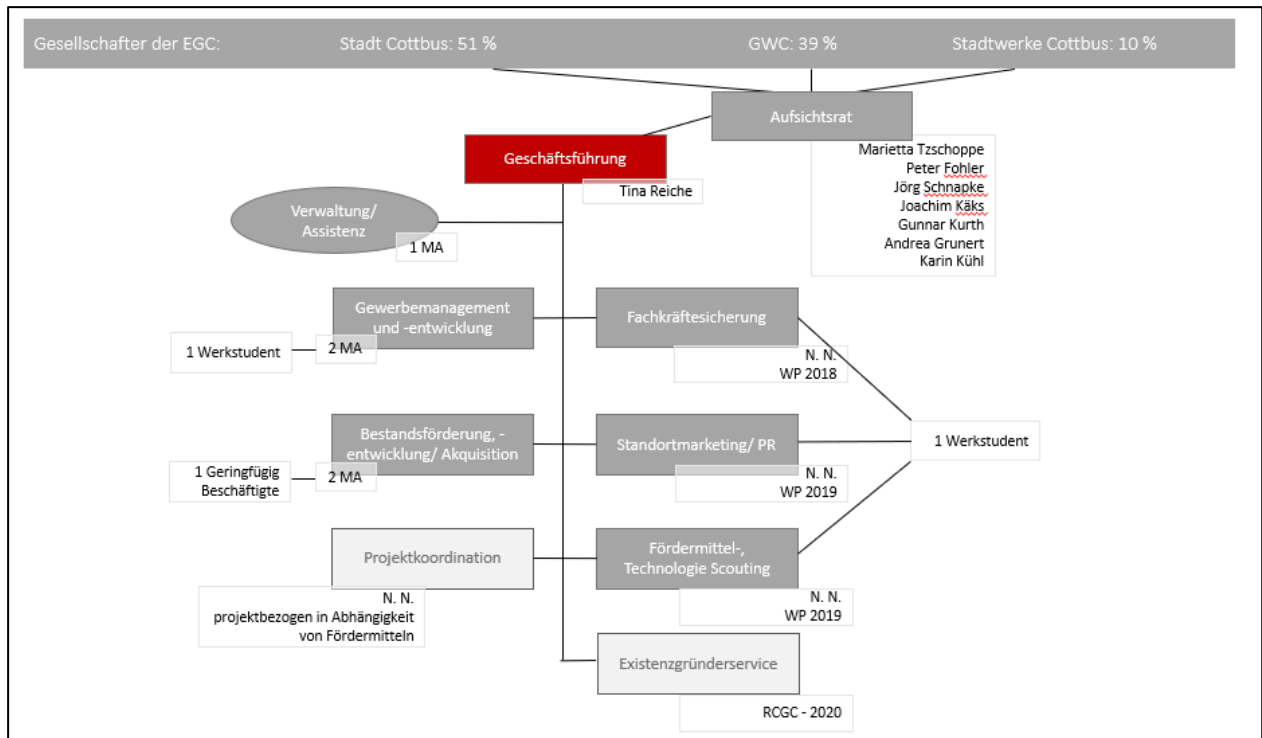 Gesellschafter der EGC: Stadt Cottbus: 51 % GWC: 39 % Stadtwerke Cottbus: 10 %
Aufsichtsrat
Marietta Tzschoppe
Peter Fohler
Jörg Schnapke
Joachim Käks
Gunnar Kurth
Andrea Grunert
Karin Kühl
Geschäftsführung
Tina Reiche
Verwaltung/
Assistenz
1 MA
Gewerbemanagement
und -entwicklung
2 MA
1 Werkstudent
Fachkräftesicherung
N. N.
WP 2018
Bestandsförderung, -
entwicklung/ Akquisition
2 MA
1 Geringfügig
Beschäftigte
Standortmarketing/ PR
N. N.
WP 2019
1 Werkstudent
Projektkoordination
N. N.
projektbezogen in Abhängigkeit
von Fördermitteln
Fördermittel-,
Technologie Scouting
N. N.
WP 2019
Existenzgründerservice
RCGC - 2020